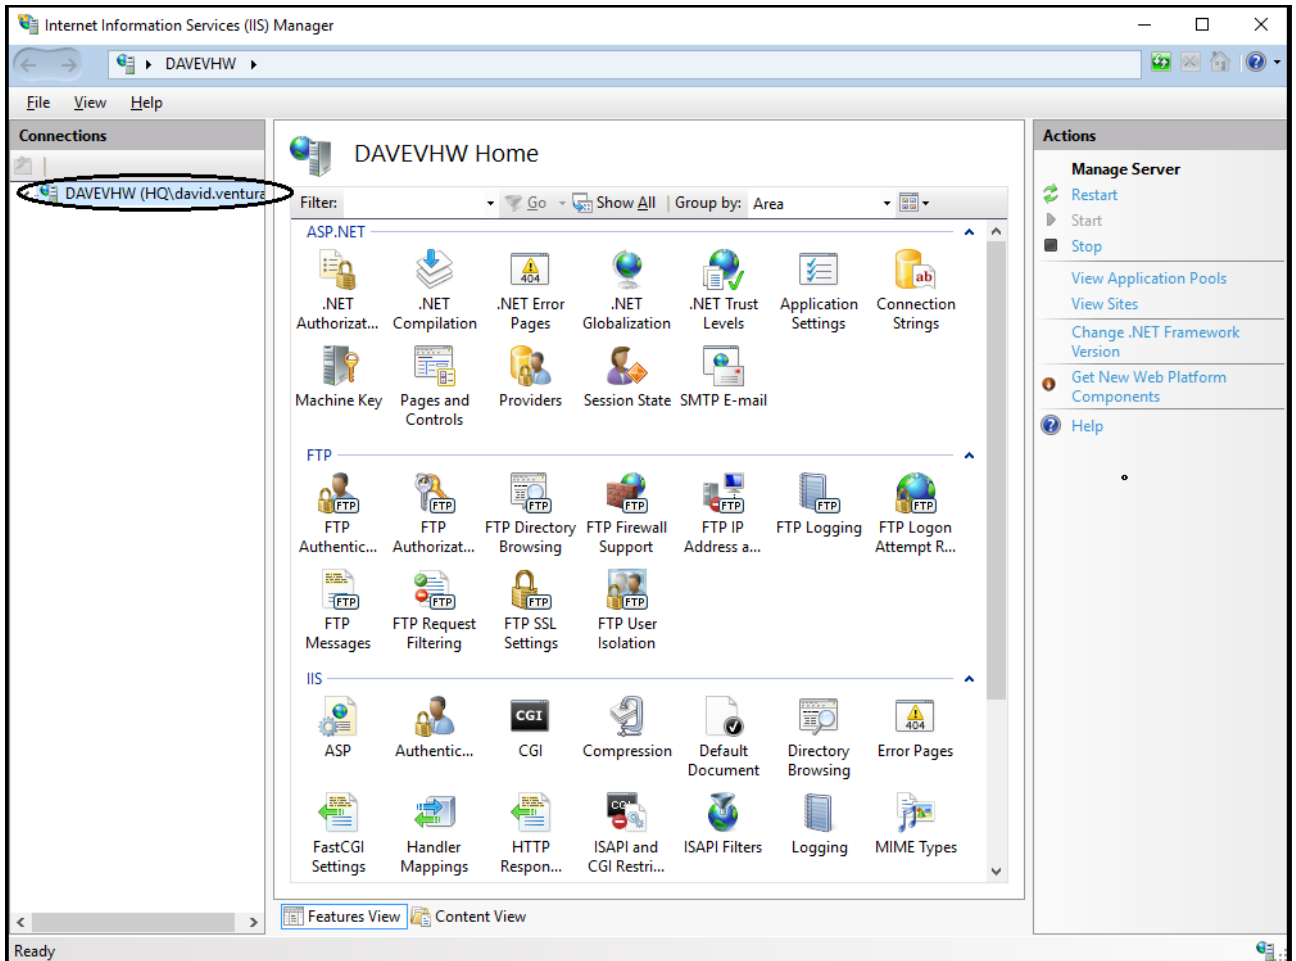 Internet Information Services (IIS) Manager
DAVEVHW
File View Help
Connections
DAVEVHW (HQ\david.ventura
DAVEVHW Home
Filter: Go Show All Group by: Area
ASP.NET
.NET Authorizat...
.NET Compilation
.NET Error Pages
.NET Globalization
.NET Trust Levels
Application Settings
Connection Strings
Machine Key
Pages and Controls
Providers
Session State
SMTP E-mail
FTP
FTP Authentic...
FTP Authorizat...
FTP Directory Browsing
FTP Firewall Support
FTP IP Address a...
FTP Logging
FTP Logon Attempt R...
FTP Messages
FTP Request Filtering
FTP SSL Settings
FTP User Isolation
IIS
ASP
Authentic...
CGI
Compression
Default Document
Directory Browsing
Error Pages
FastCGI Settings
Handler Mappings
HTTP Respon...
ISAPI and CGI Restri...
ISAPI Filters
Logging
MIME Types
Features View Content View
Actions
Manage Server
Restart
Start
Stop
View Application Pools
View Sites
Change .NET Framework
Version
Get New Web Platform
Components
Help
Ready